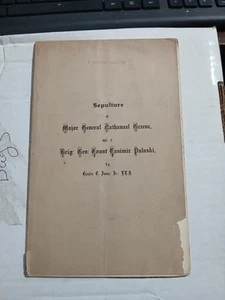 Sepulture
of
Major General Nathanael Greene,
and of
Brig: Gen: Count Casimir Pulaski,
by
Charles C. Jones Jr. LL.D.